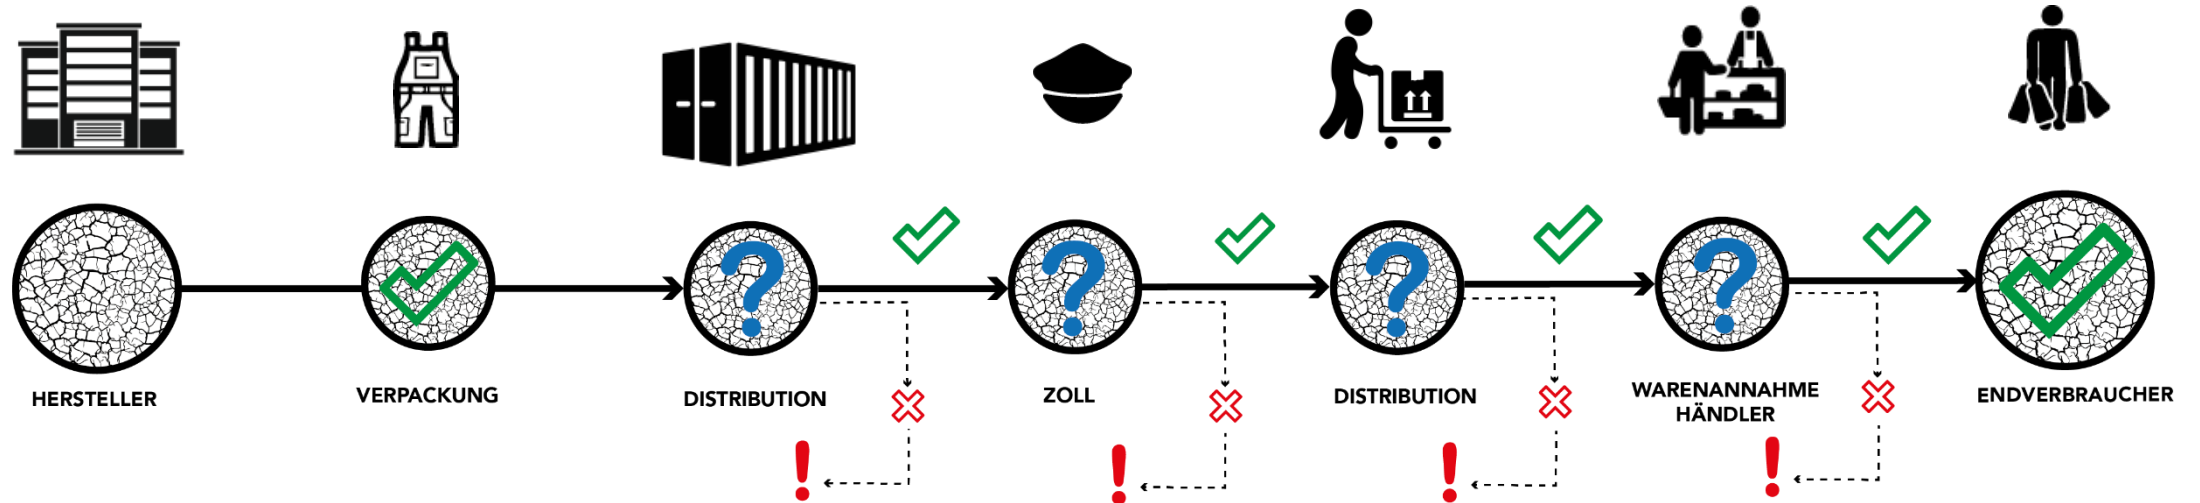 HERSTELLER
VERPACKUNG
DISTRIBUTION
ZOLL
DISTRIBUTION
WARENANNAHME
HÄNDLER
ENDVERBRAUCHER